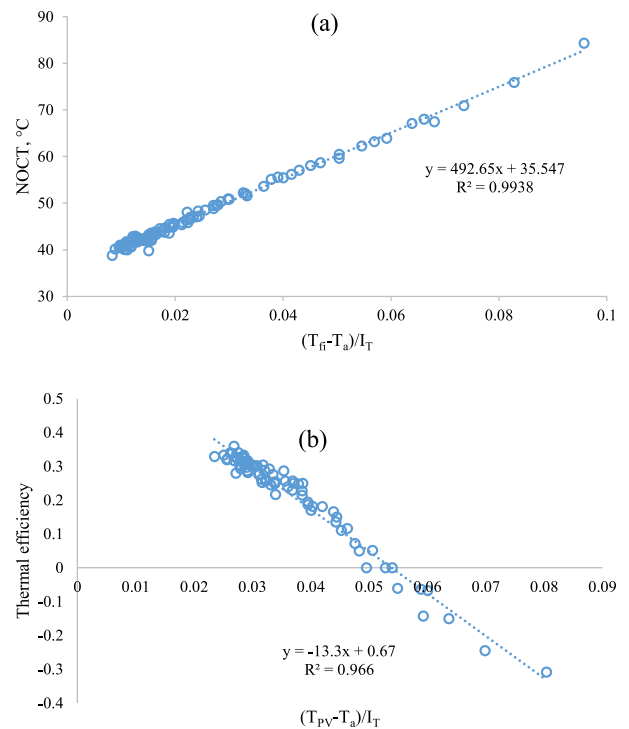 (a)
90
80
70
60
50
40
30
NOCT, °C
y = 492.65x + 35.547
R² = 0.9938
0 0.02 0.04 0.06 0.08 0.1
(Tfi-Ta)/IT
(b)
0.5
0.4
0.3
0.2
0.1
0
-0.1
-0.2
-0.3
-0.4
Thermal efficiency
0 0.01 0.02 0.03 0.04 0.05 0.06 0.07 0.08 0.09
y = -13.3x + 0.67
R² = 0.966
(TPV-Ta)/IT